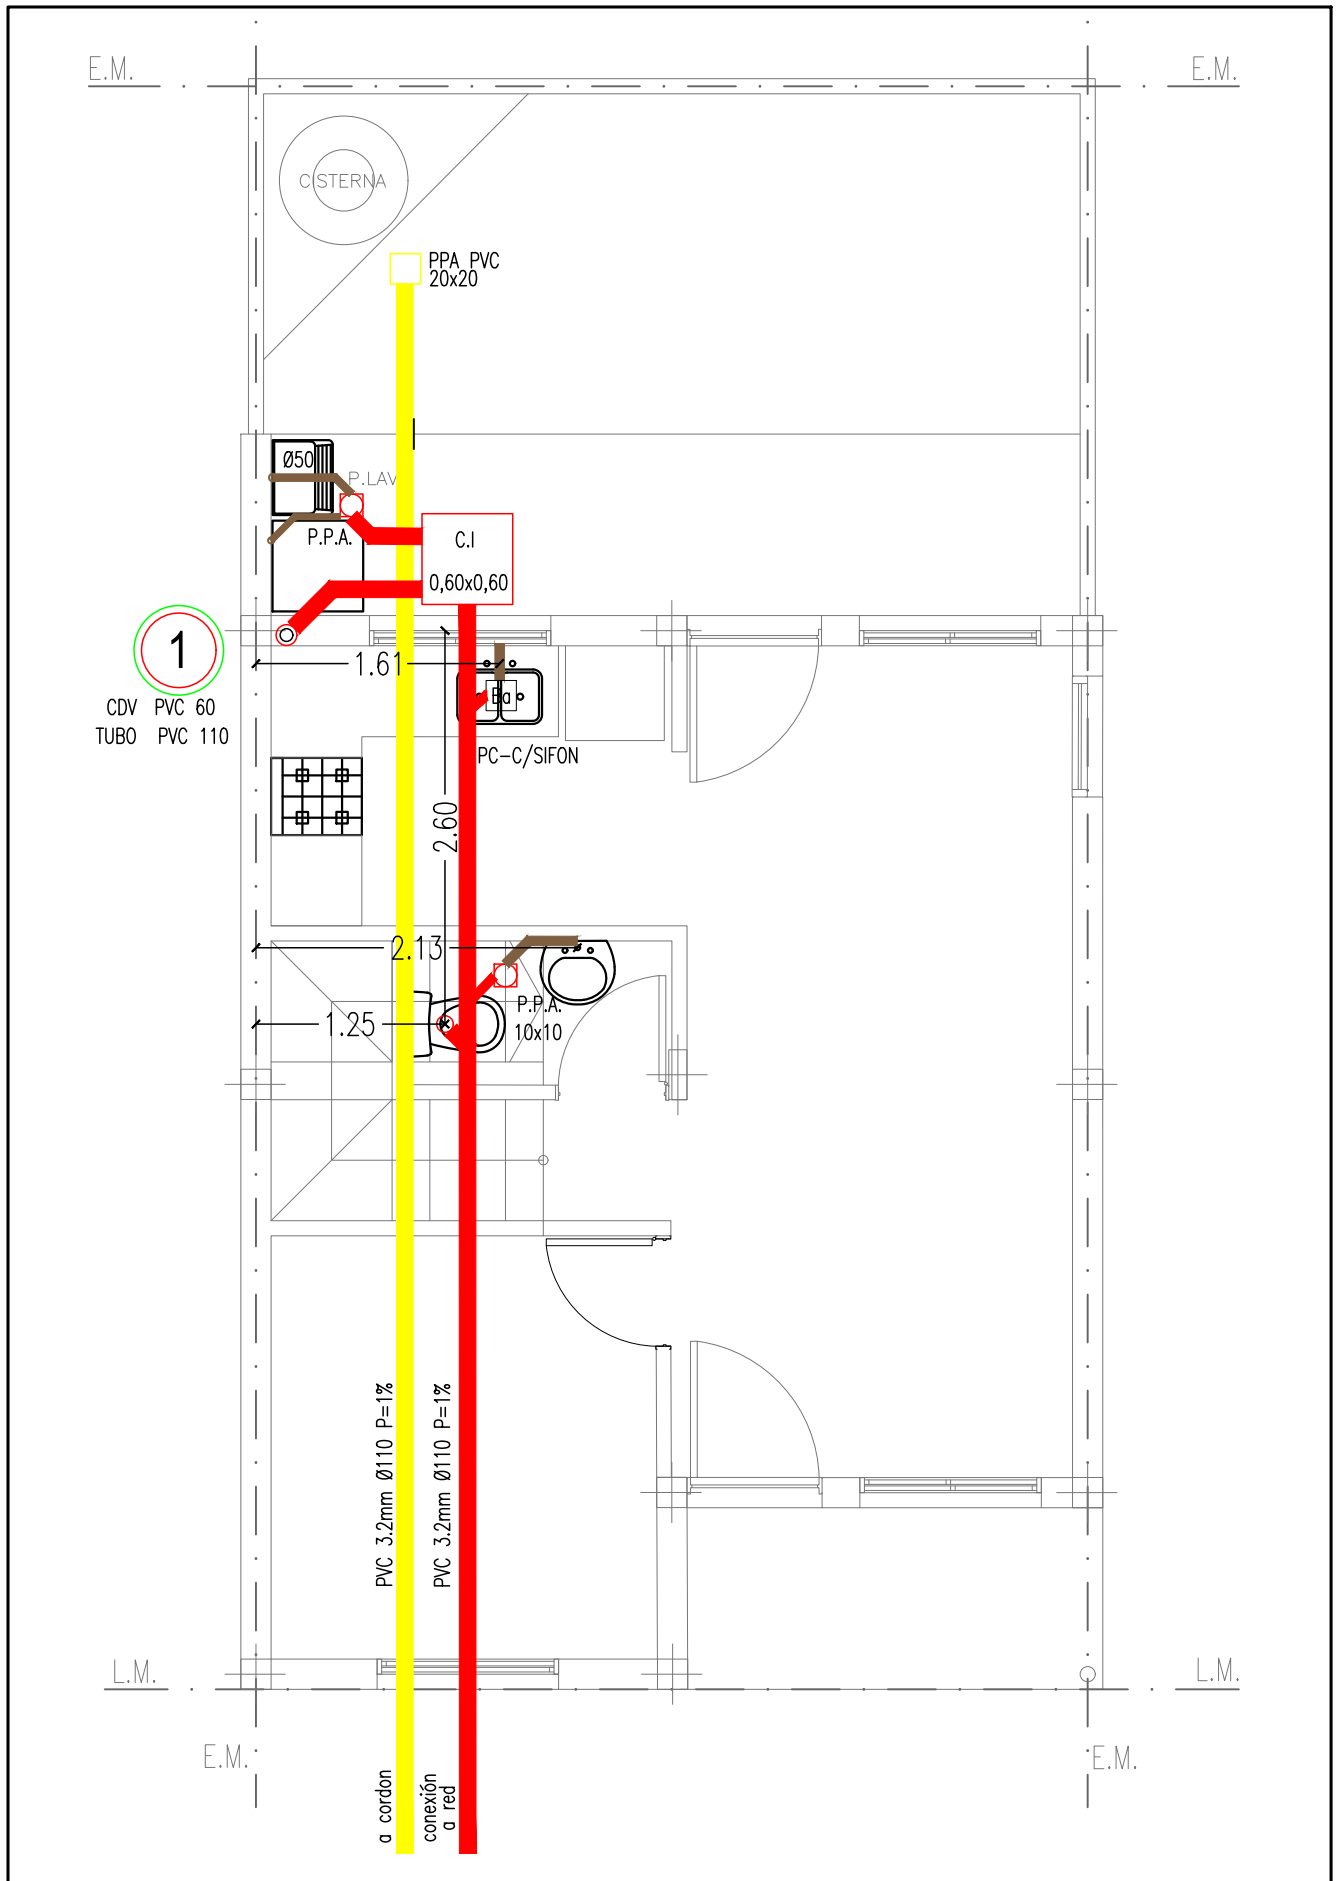 E.M.
E.M.
CISTERNA
PPA PVC
20x20
Ø50
P.LAV
P.P.A.
C.I
0,60x0,60
1
CDV PVC 60
TUBO PVC 110
1.61
Ba
PC-C/SIFON
2.60
2.13
P.P.A.
10x10
1.25
PVC 3.2mm Ø110 P=1%
PVC 3.2mm Ø110 P=1%
L.M.
L.M.
E.M.
E.M.
a cordon
conexión
a red